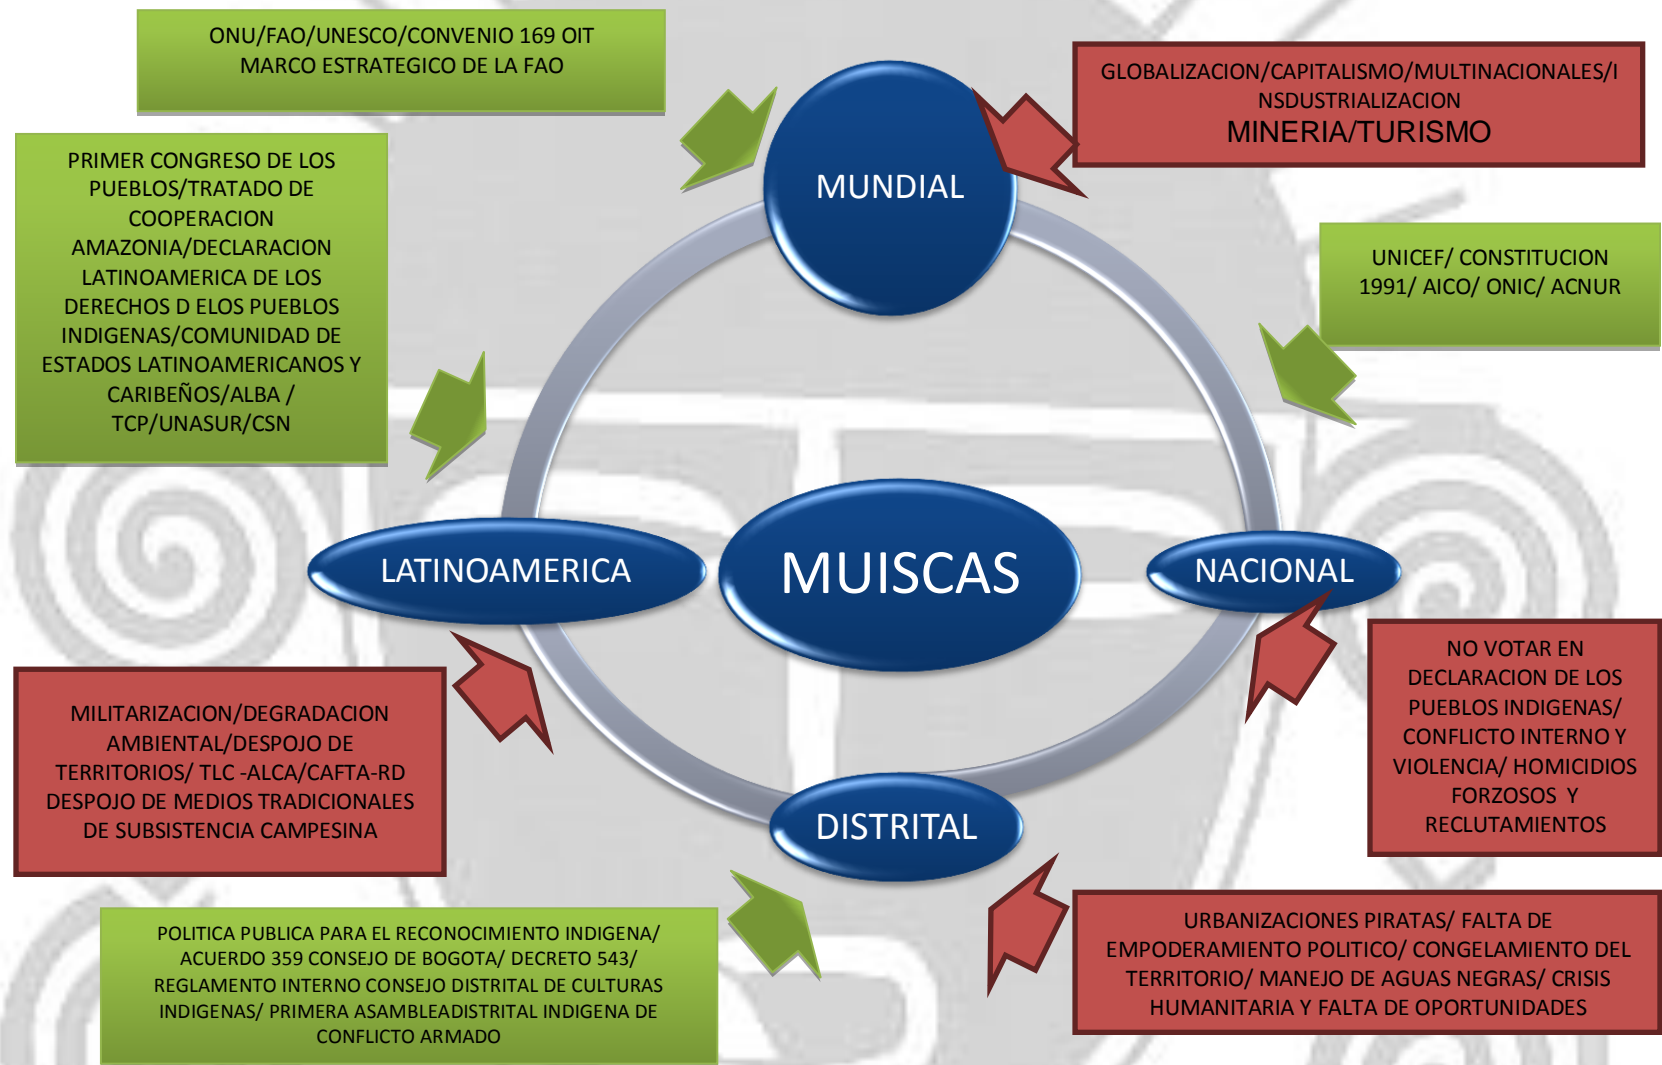 ONU/FAO/UNESCO/CONVENIO 169 OIT
MARCO ESTRATEGICO DE LA FAO
GLOBALIZACION/CAPITALISMO/MULTINACIONALES/I
NSDUSTRIALIZACION
MINERIA/TURISMO
PRIMER CONGRESO DE LOS
PUEBLOS/TRATADO DE
COOPERACION
AMAZONIA/DECLARACION
LATINOAMERICA DE LOS
DERECHOS D ELOS PUEBLOS
INDIGENAS/COMUNIDAD DE
ESTADOS LATINOAMERICANOS Y
CARIBEÑOS/ALBA /
TCP/UNASUR/CSN
MUNDIAL
UNICEF/ CONSTITUCION
1991/ AICO/ ONIC/ ACNUR
LATINOAMERICA
MUISCAS
NACIONAL
MILITARIZACION/DEGRADACION
AMBIENTAL/DESPOJO DE
TERRITORIOS/ TLC -ALCA/CAFTA-RD
DESPOJO DE MEDIOS TRADICIONALES
DE SUBSISTENCIA CAMPESINA
NO VOTAR EN
DECLARACION DE LOS
PUEBLOS INDIGENAS/
CONFLICTO INTERNO Y
VIOLENCIA/ HOMICIDIOS
FORZOSOS Y
RECLUTAMIENTOS
DISTRITAL
POLITICA PUBLICA PARA EL RECONOCIMIENTO INDIGENA/
ACUERDO 359 CONSEJO DE BOGOTA/ DECRETO 543/
REGLAMENTO INTERNO CONSEJO DISTRITAL DE CULTURAS
INDIGENAS/ PRIMERA ASAMBLEADISTRITAL INDIGENA DE
CONFLICTO ARMADO
URBANIZACIONES PIRATAS/ FALTA DE
EMPODERAMIENTO POLITICO/ CONGELAMIENTO DEL
TERRITORIO/ MANEJO DE AGUAS NEGRAS/ CRISIS
HUMANITARIA Y FALTA DE OPORTUNIDADES